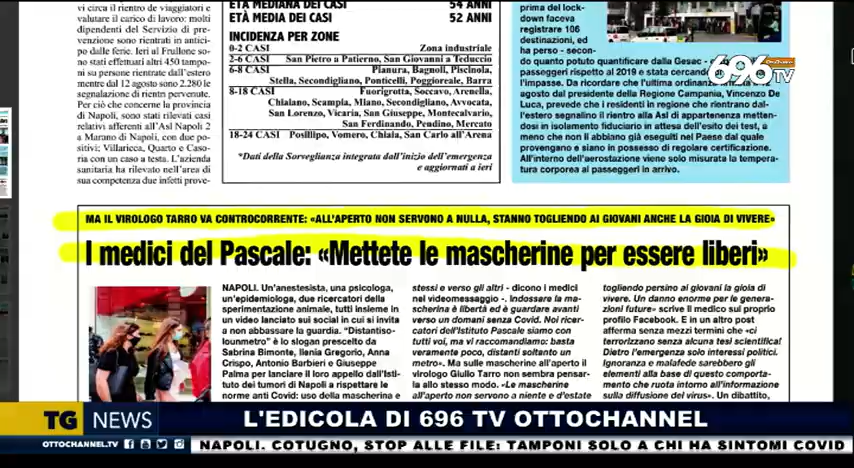 vi circa il rientro di viaggiatori e
valutare il carico di lavoro: molti
dipendenti del Servizio di pre-
venzione sono rientrati in antici-
po dalle ferie. Ieri al Frullone so-
no stati effettuati altri 450 tampo-
ni su persone rientrate dall'estero
mentre dal 12 agosto sono 2.280 le
segnalazione di rientri pervenute.
Per ciò che concerna la provincia
di Napoli, sono stati rilevati casi
relativi afferenti all'Asl Napoli 2
a Marano di Napoli, con due po-
sitivi; Villaricca, Quarto e Caso-
ria con un caso a testa. L'azienda
sanitaria ha rilevato nell'area di
sua competenza due infetti prove-
ETÀ MEDIANA DEI CASI 54 ANNI
ETÀ MEDIA DEI CASI 52 ANNI
INCIDENZA PER ZONE
0-2 CASI Zona industriale
2-6 CASI San Pietro a Patierno, San Giovanni a Teduccio
6-8 CASI Pianura, Bagnoli, Piscinola,
Stella, Secondigliano, Ponticelli, Poggioreale, Barra
8-18 CASI Fuorigrotta, Soccavo, Arenella,
Chiaiano, Scampia, Miano, Secondigliano, Avvocata,
San Lorenzo, Vicaria, San Giuseppe, Montecalvario,
San Ferdinando, Pendino, Mercato
18-24 CASI Posillipo, Vomero, Chiaia, San Carlo all'Arena
*Dati della Sorveglianza integrata dall'inizio dell'emergenza
e aggiornati a ieri
prima del lock-
down faceva
registrare 106
destinazioni, ed
ha perso - secon-
do quanto potuto quantificare dalla Gesac -
passeggeri rispetto al 2019 e stata cercando di
l'impasse. Da ricordare che l'ultima ordinanza
agosto dal presidente della Regione Campania, Vincenzo De
Luca, prevede che i residenti in regione che rientrano dal-
l'estero segnalino il rientro alla Asl di appartenenza metten-
dosi in isolamento fiduciario in attesa dell'esito dei test, a
meno che non li abbiano già eseguiti nel Paese dal quale
provengano e siano in possesso di regolare certificazione.
All'interno dell'aerostazione viene solo misurata la tempera-
tura corporea ai passeggeri in arrivo.
696 TV
MA IL VIROLOGO TARRO VA CONTROCORRENTE: «ALL'APERTO NON SERVONO A NULLA, STANNO TOGLIENDO AI GIOVANI ANCHE LA GIOIA DI VIVERE»
I medici del Pascale: «Mettete le mascherine per essere liberi»
NAPOLI. Un'anestesista, una psicologa,
un'epidemologa, due ricercatori della
sperimentazione animale, tutti insieme in
un video lanciato sui social in cui si invita
a non abbassare la guardia. "Distantiso-
lounmetro" è lo slogan prescelto da
Sabrina Bimonte, Ilenia Gregorio, Anna
Crispo, Antonio Barbieri e Giuseppe
Palma per lanciare il loro appello dall'Isti-
tuto dei tumori di Napoli a rispettare le
norme anti Covid: uso della mascherina e
stessi e verso gli altri - dicono i medici
nel videomessaggio -. Indossare la ma-
scherina è libertà ed è guardare avanti
verso un domani senza Covid. Noi ricer-
catori dell'Istituto Pascale siamo con
tutti voi, ma vi raccomandiamo: basta
veramente poco, distanti soltanto un
metro». Ma sulle mascherine all'aperto il
virologo Giulio Tarro non sembra pensar-
la allo stesso modo. «Le mascherine
all'aperto non servono a niente e d'estate
togliendo persino ai giovani la gioia di
vivere. Un danno enorme per le genera-
zioni future» scrive il medico sul proprio
profilo Facebook. E in un altro post
afferma senza mezzi termini che «ci
terrorizzano senza alcuna tesi scientifica!
Dietro l'emergenza solo interessi politici.
Ignoranza e malafede sarebbero gli
elementi alla base di questo comporta-
mento che ruota intorno all'informazione
sulla diffusione del virus». Un dibattito,
TG NEWS
L'EDICOLA DI 696 TV OTTOCHANNEL
OTTOCHANNEL.TV
NAPOLI. COTUGNO, STOP ALLE FILE: TAMPONI SOLO A CHI HA SINTOMI COVID